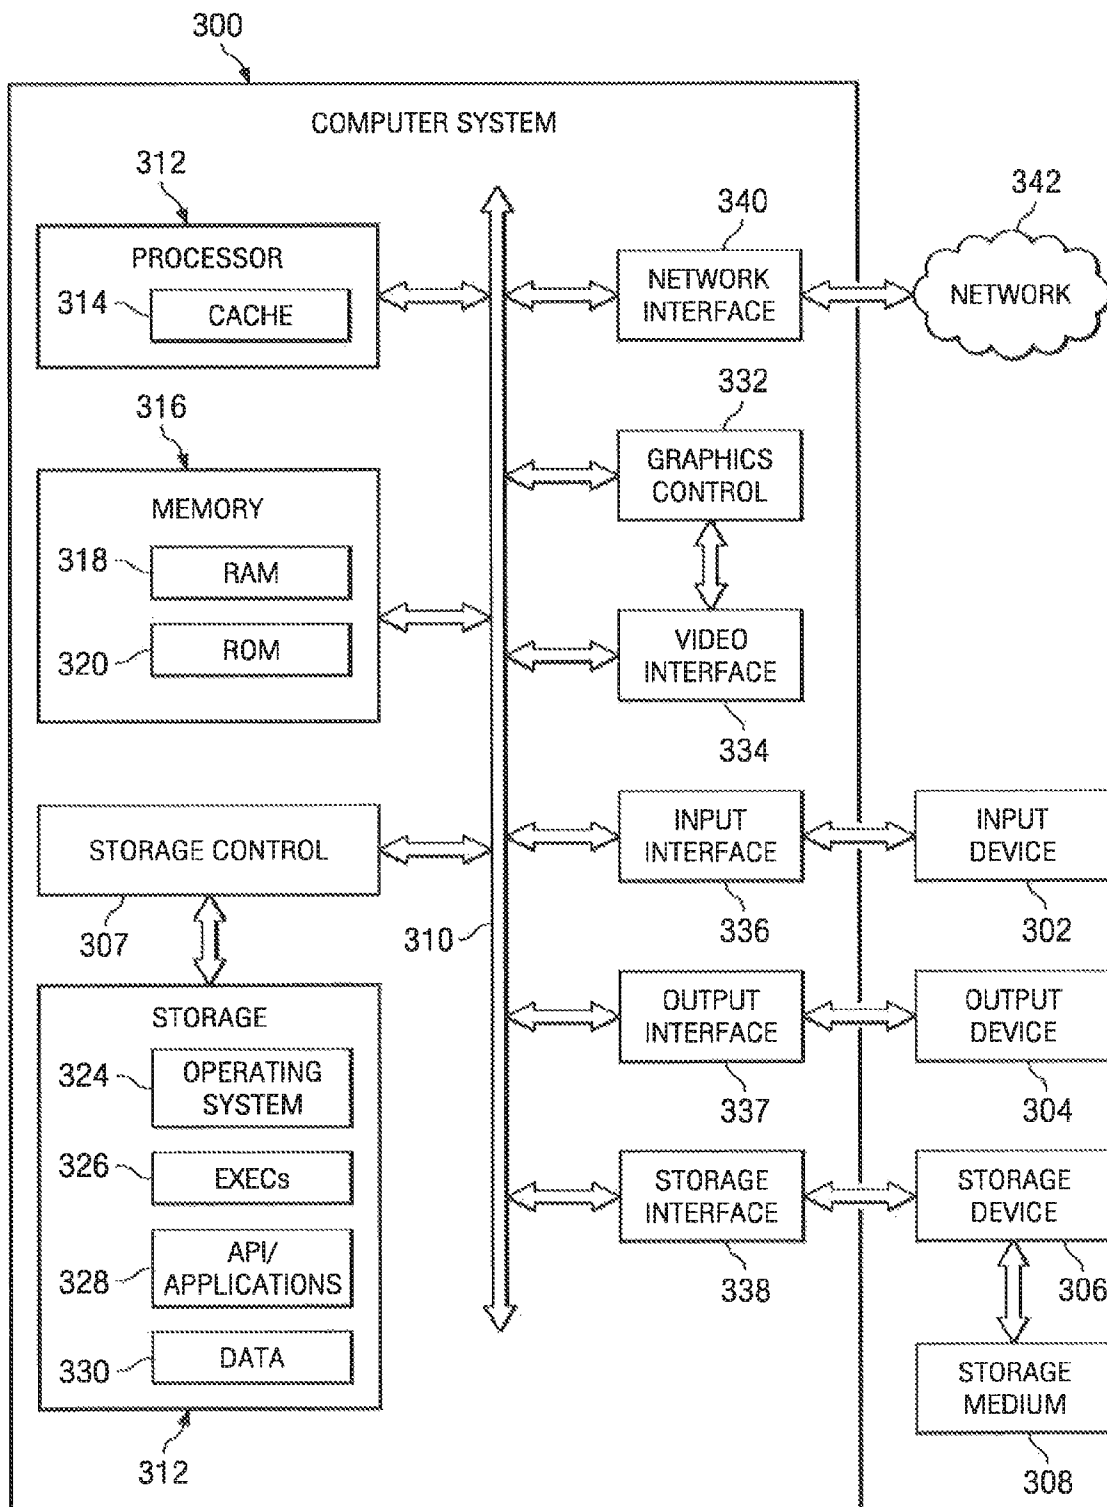 300
COMPUTER SYSTEM
312
PROCESSOR
314
CACHE
340
NETWORK
INTERFACE
342
NETWORK
316
MEMORY
318
RAM
320
ROM
332
GRAPHICS
CONTROL
VIDEO
INTERFACE
334
STORAGE CONTROL
307
310
INPUT
INTERFACE
336
INPUT
DEVICE
302
STORAGE
324
OPERATING
SYSTEM
326
EXECs
328
API/
APPLICATIONS
330
DATA
312
OUTPUT
INTERFACE
337
OUTPUT
DEVICE
304
STORAGE
INTERFACE
338
STORAGE
DEVICE
306
STORAGE
MEDIUM
308